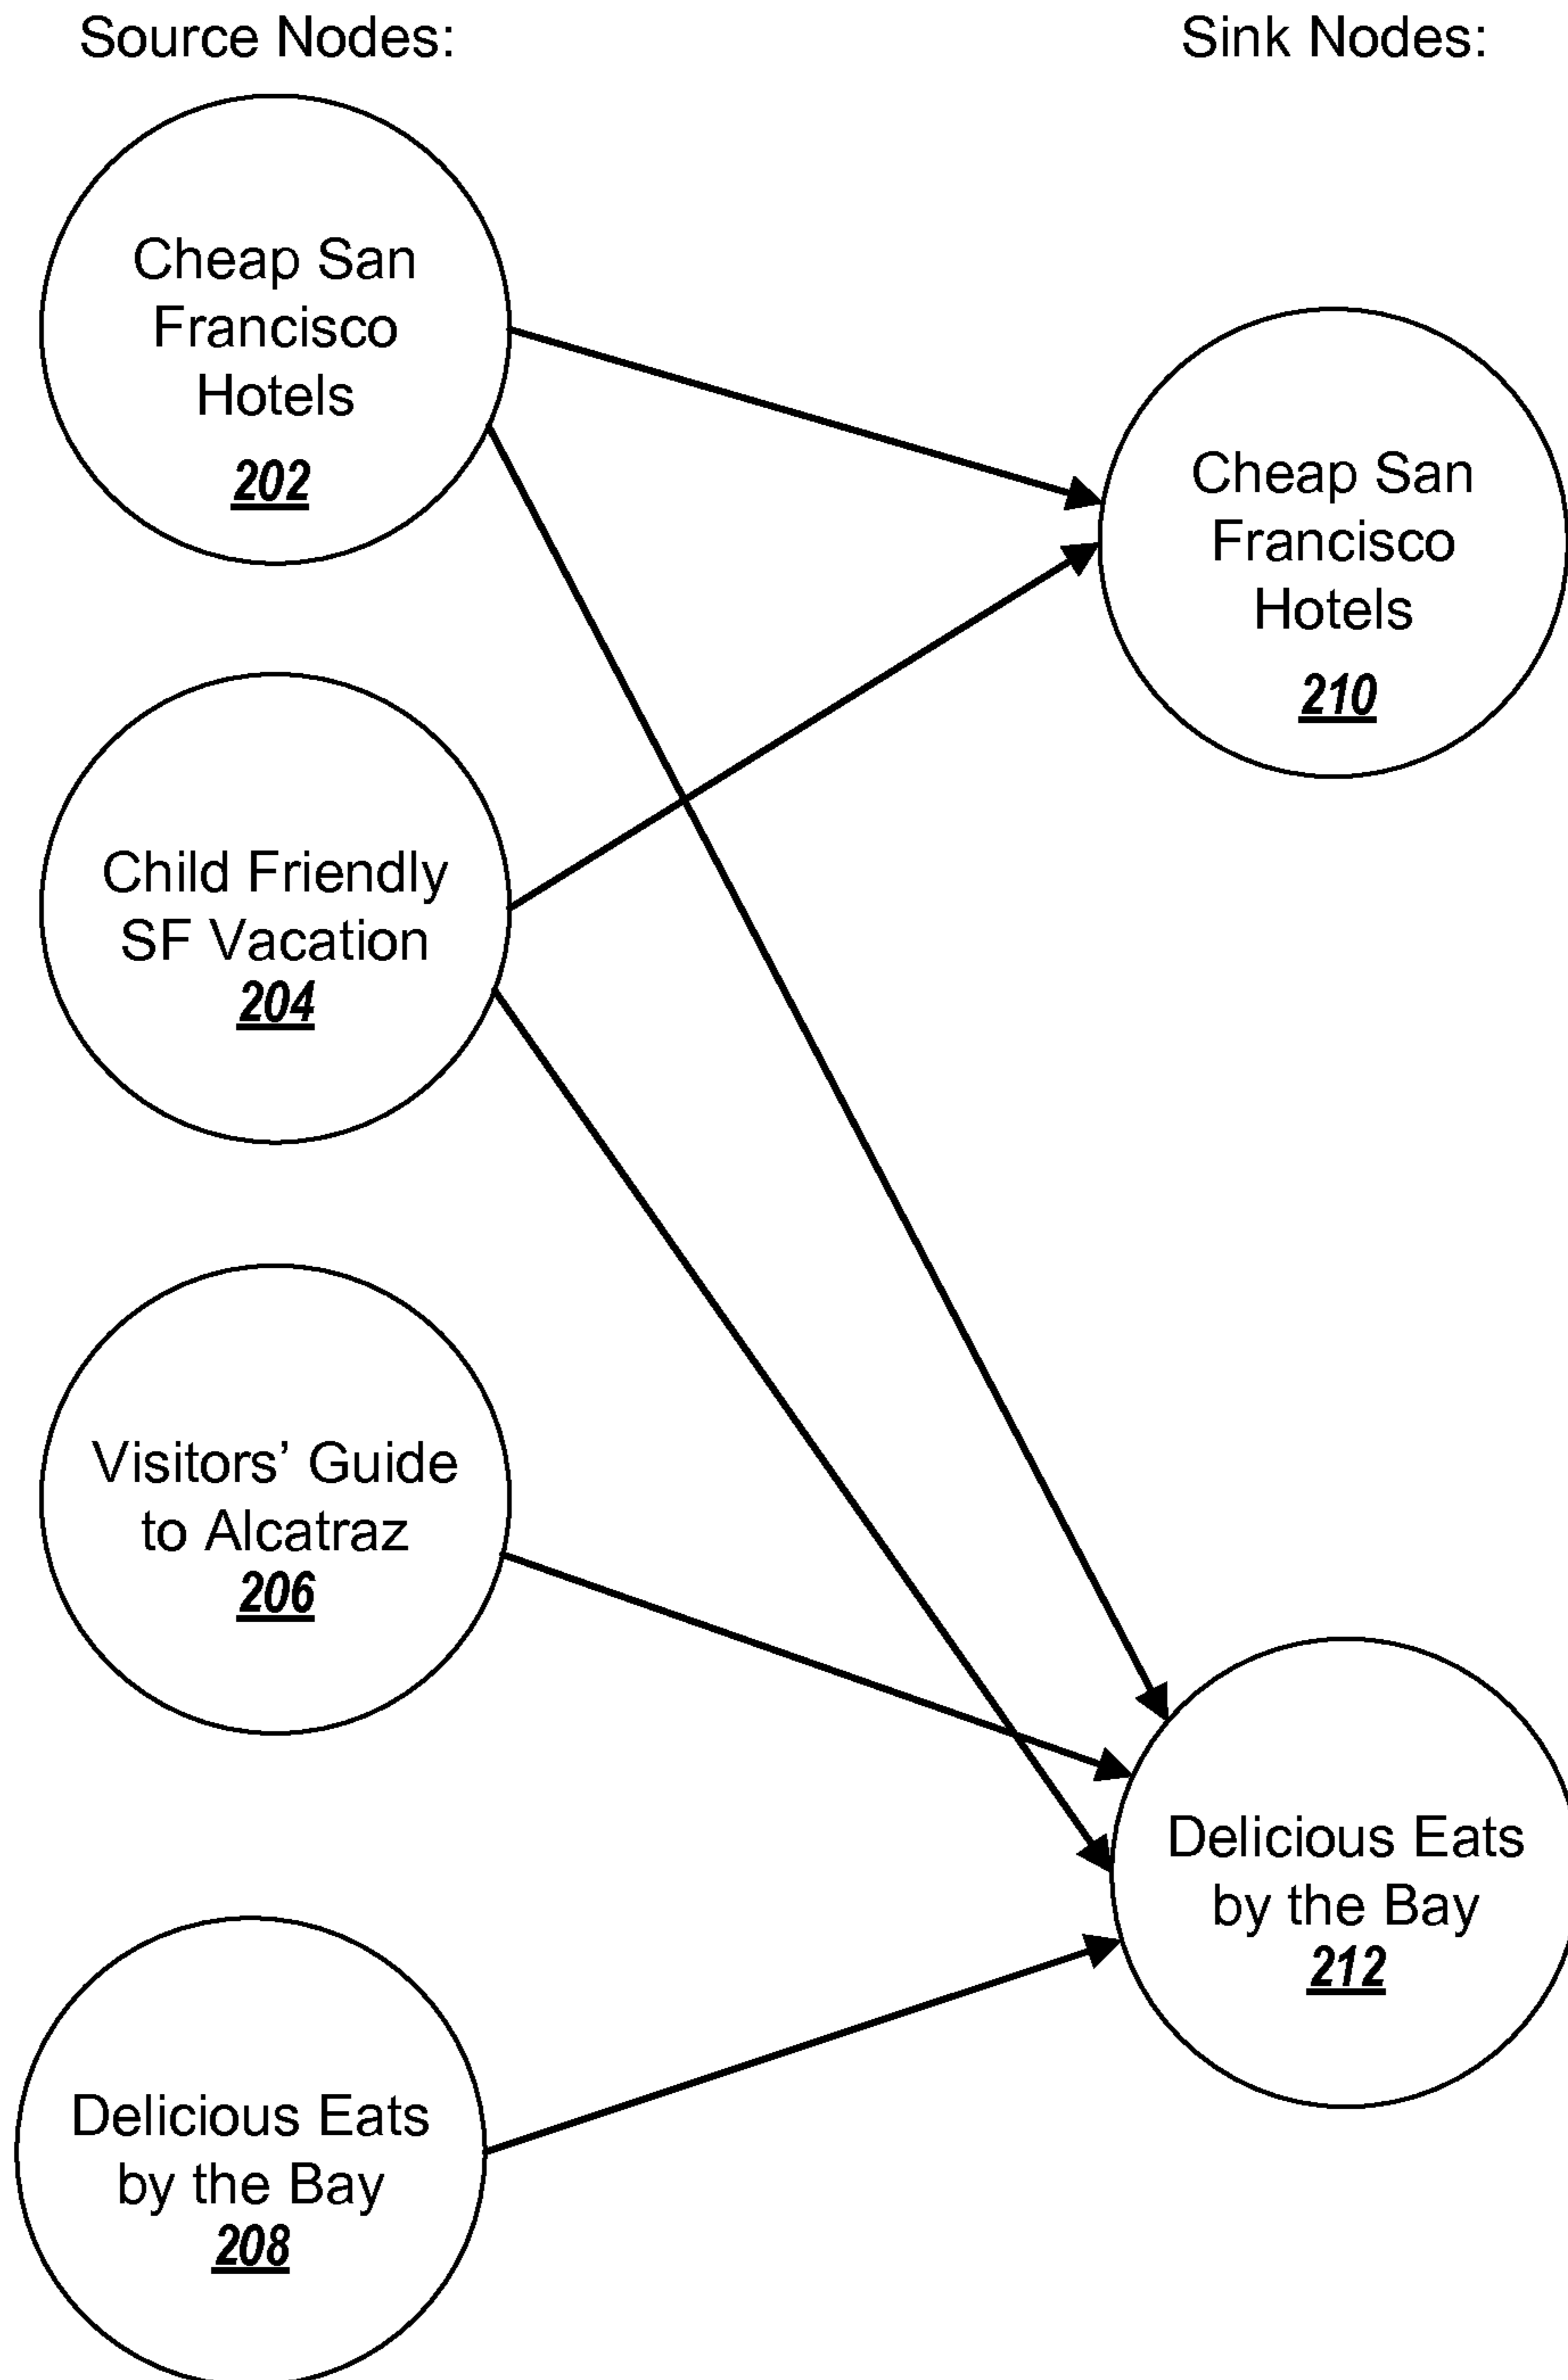 Source Nodes:
Sink Nodes:
Cheap San
Francisco
Hotels
202
Cheap San
Francisco
Hotels
210
Child Friendly
SF Vacation
204
Visitors’ Guide
to Alcatraz
206
Delicious Eats
by the Bay
212
Delicious Eats
by the Bay
208